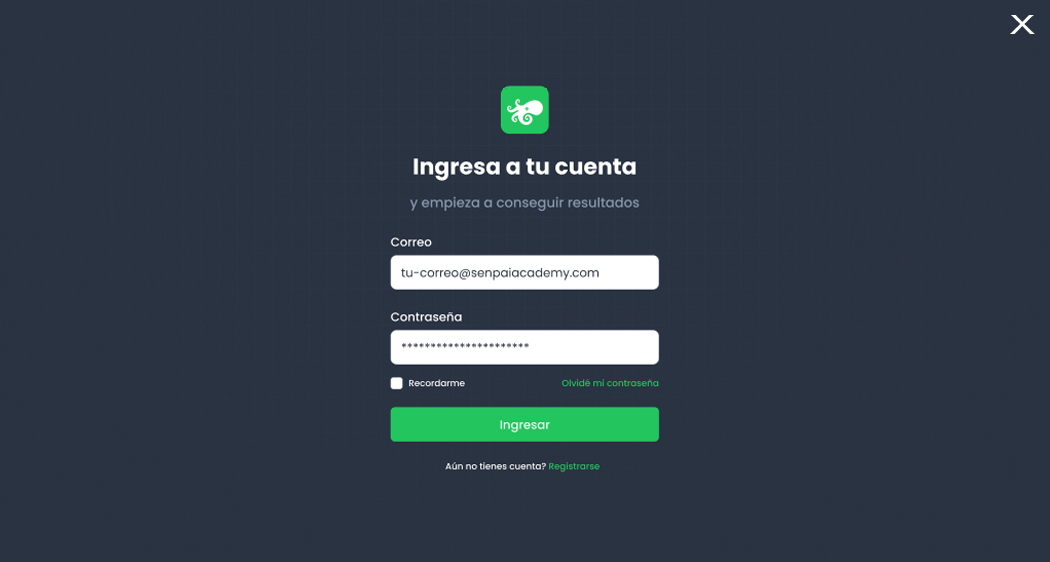 Ingresa a tu cuenta
y empieza a conseguir resultados
Correo
tu-correo@senpaiacademy.com
Contraseña
**********************
Recordarme
Olvidé mi contraseña
Ingresar
Aún no tienes cuenta? Registrarse